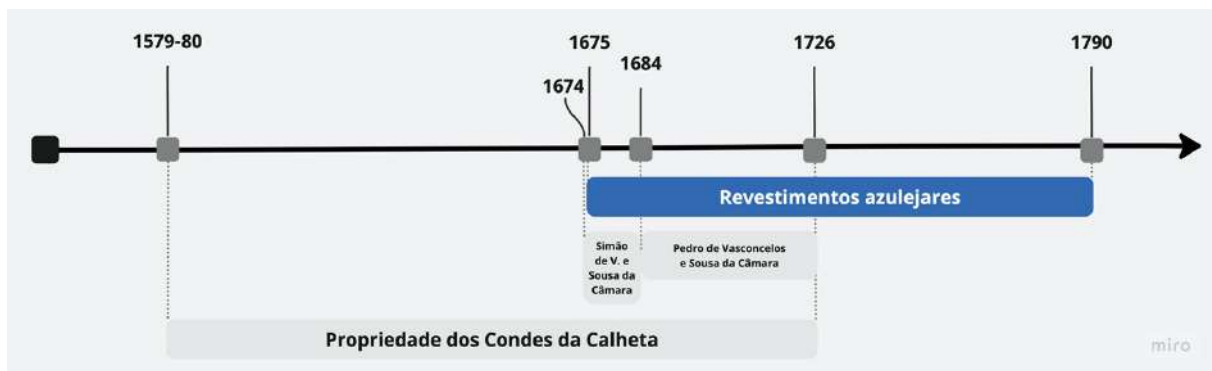 1579-80
1675
1726
1790
1684
1674
Revestimentos azulejares
Simão
de V. e
Sousa da
Câmara
Pedro de Vasconcelos
e Sousa da Câmara
Propriedade dos Condes da Calheta
miro